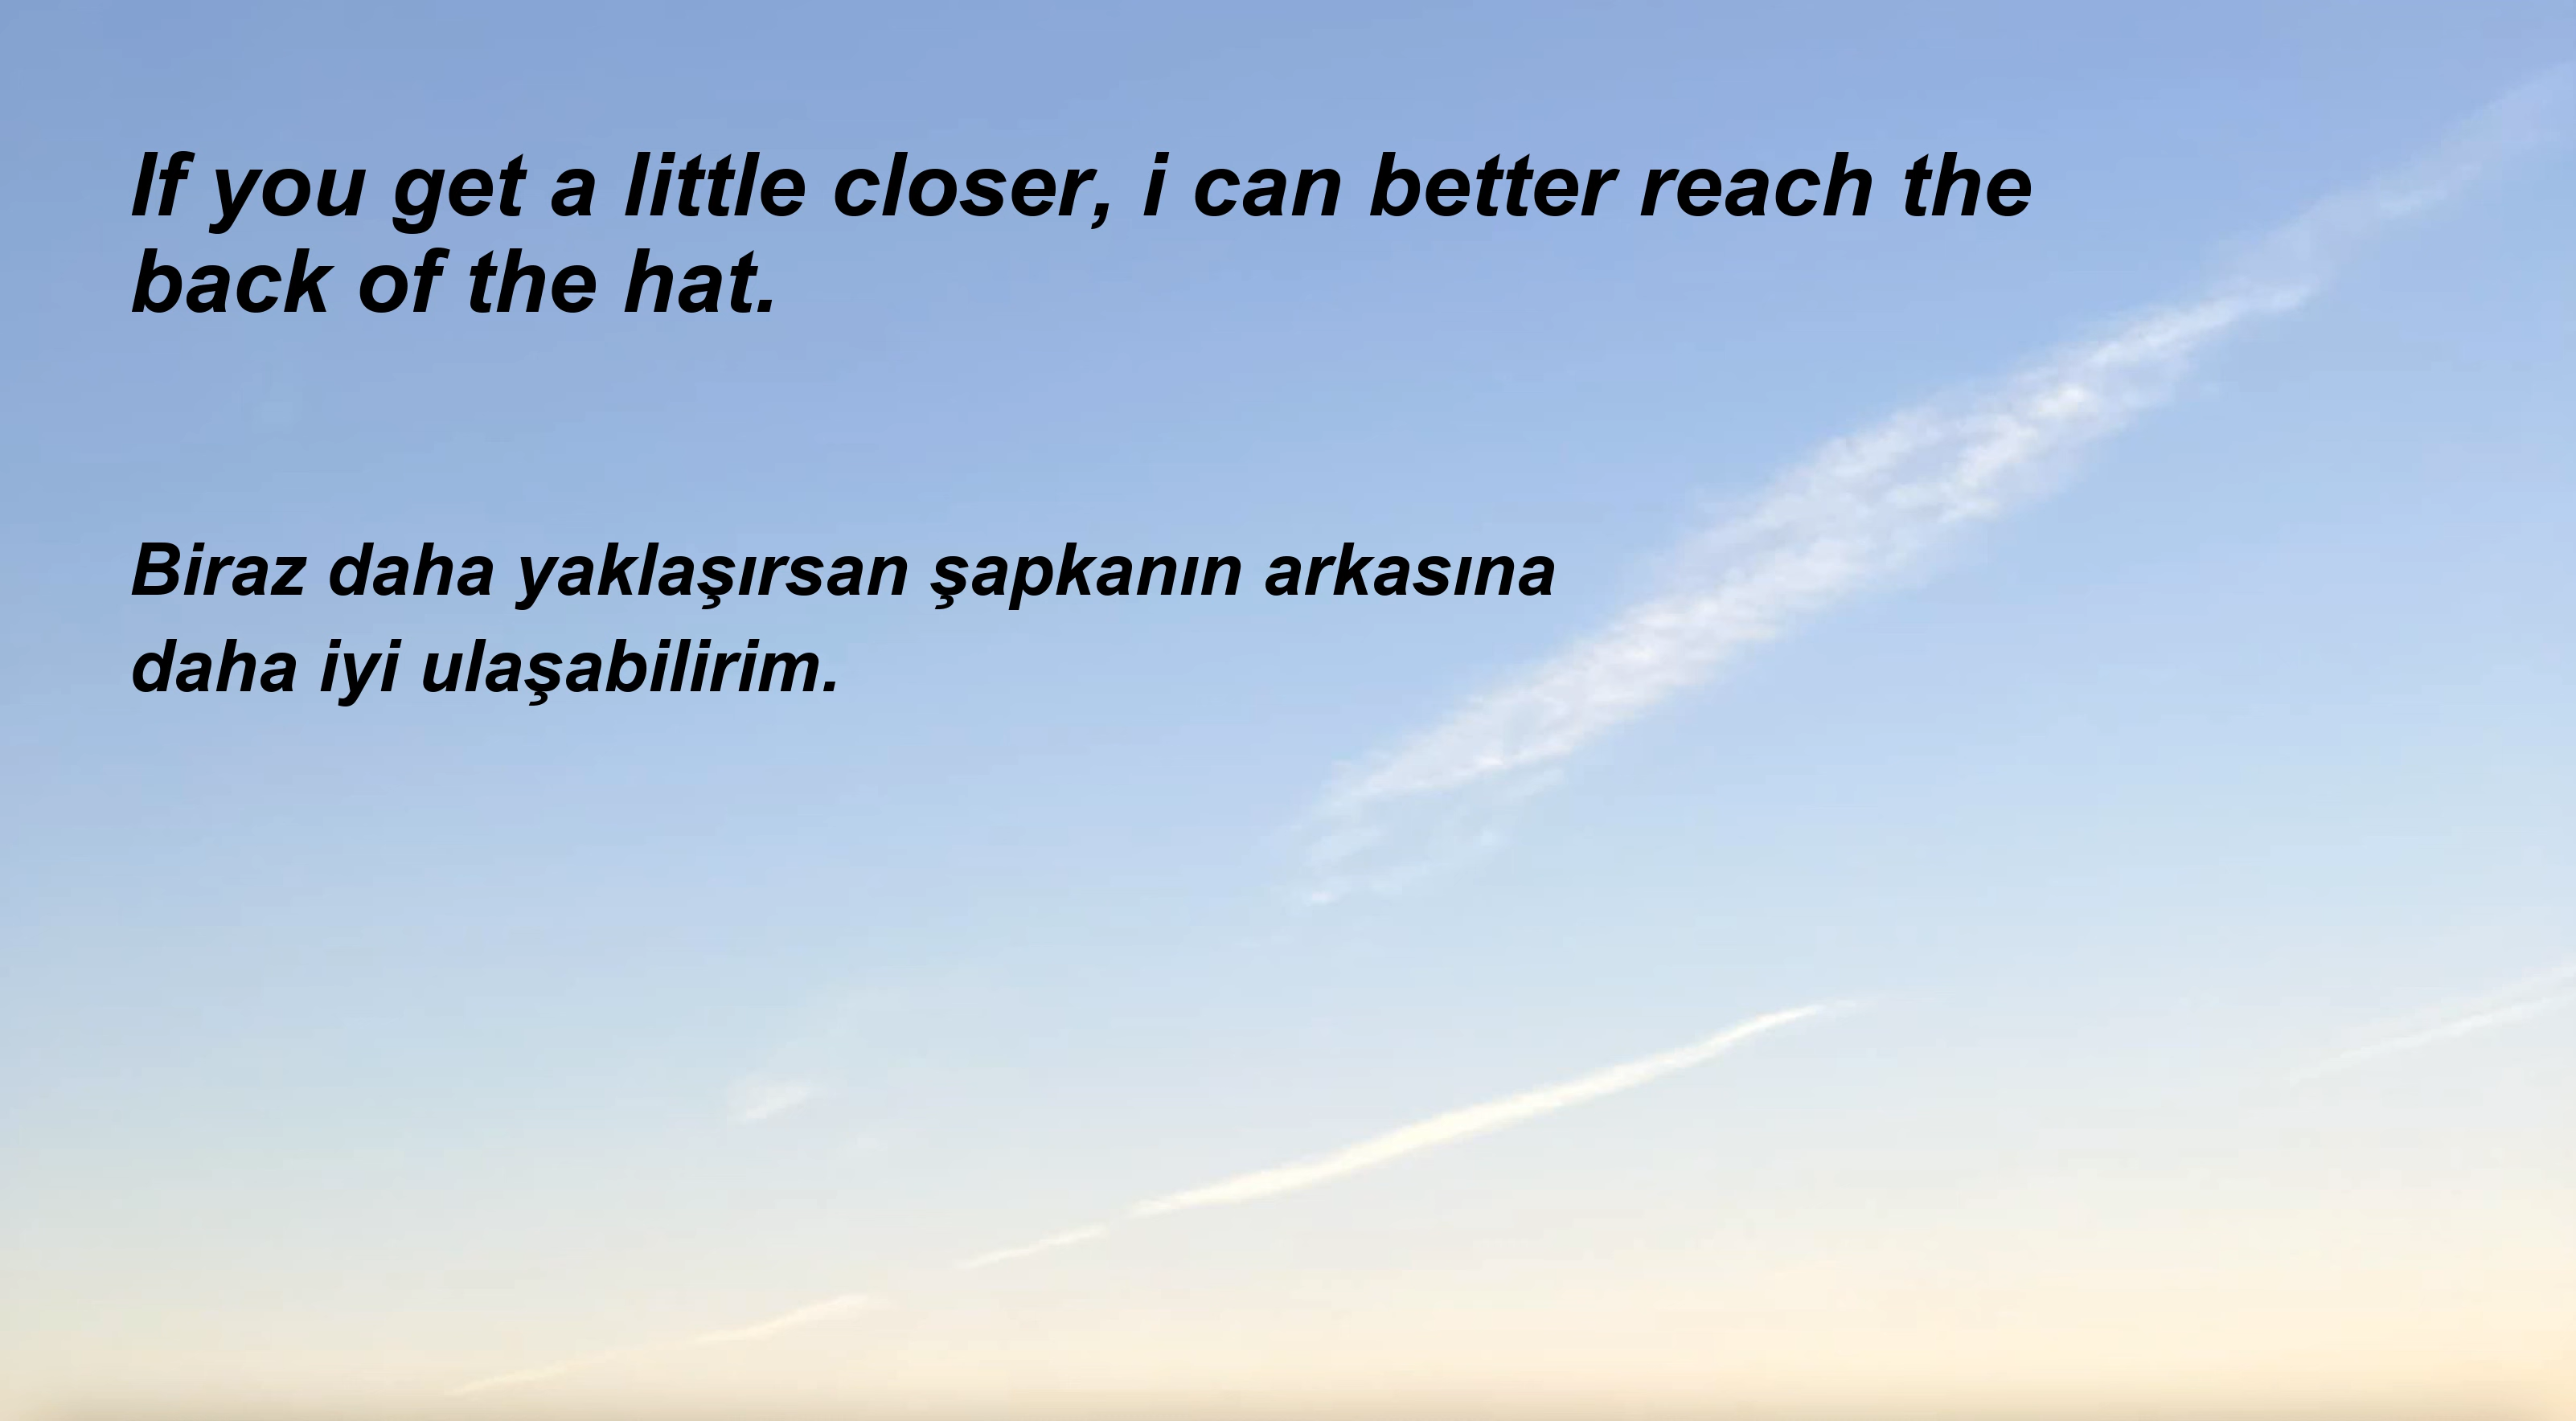 If you get a little closer, i can better reach the
back of the hat.
Biraz daha yaklaşırsan şapkanın arkasına
daha iyi ulaşabilirim.